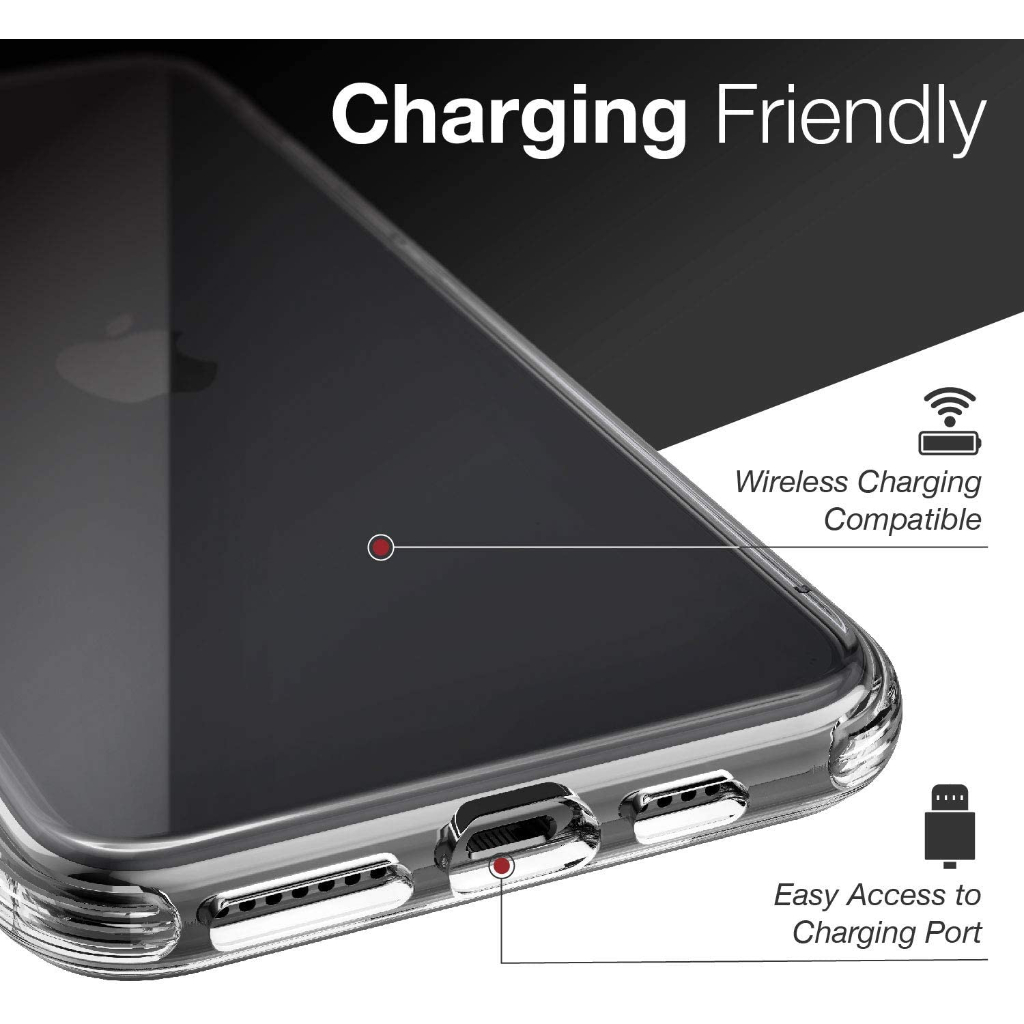 Charging Friendly
Wireless Charging
Compatible
Easy Access to
Charging Port